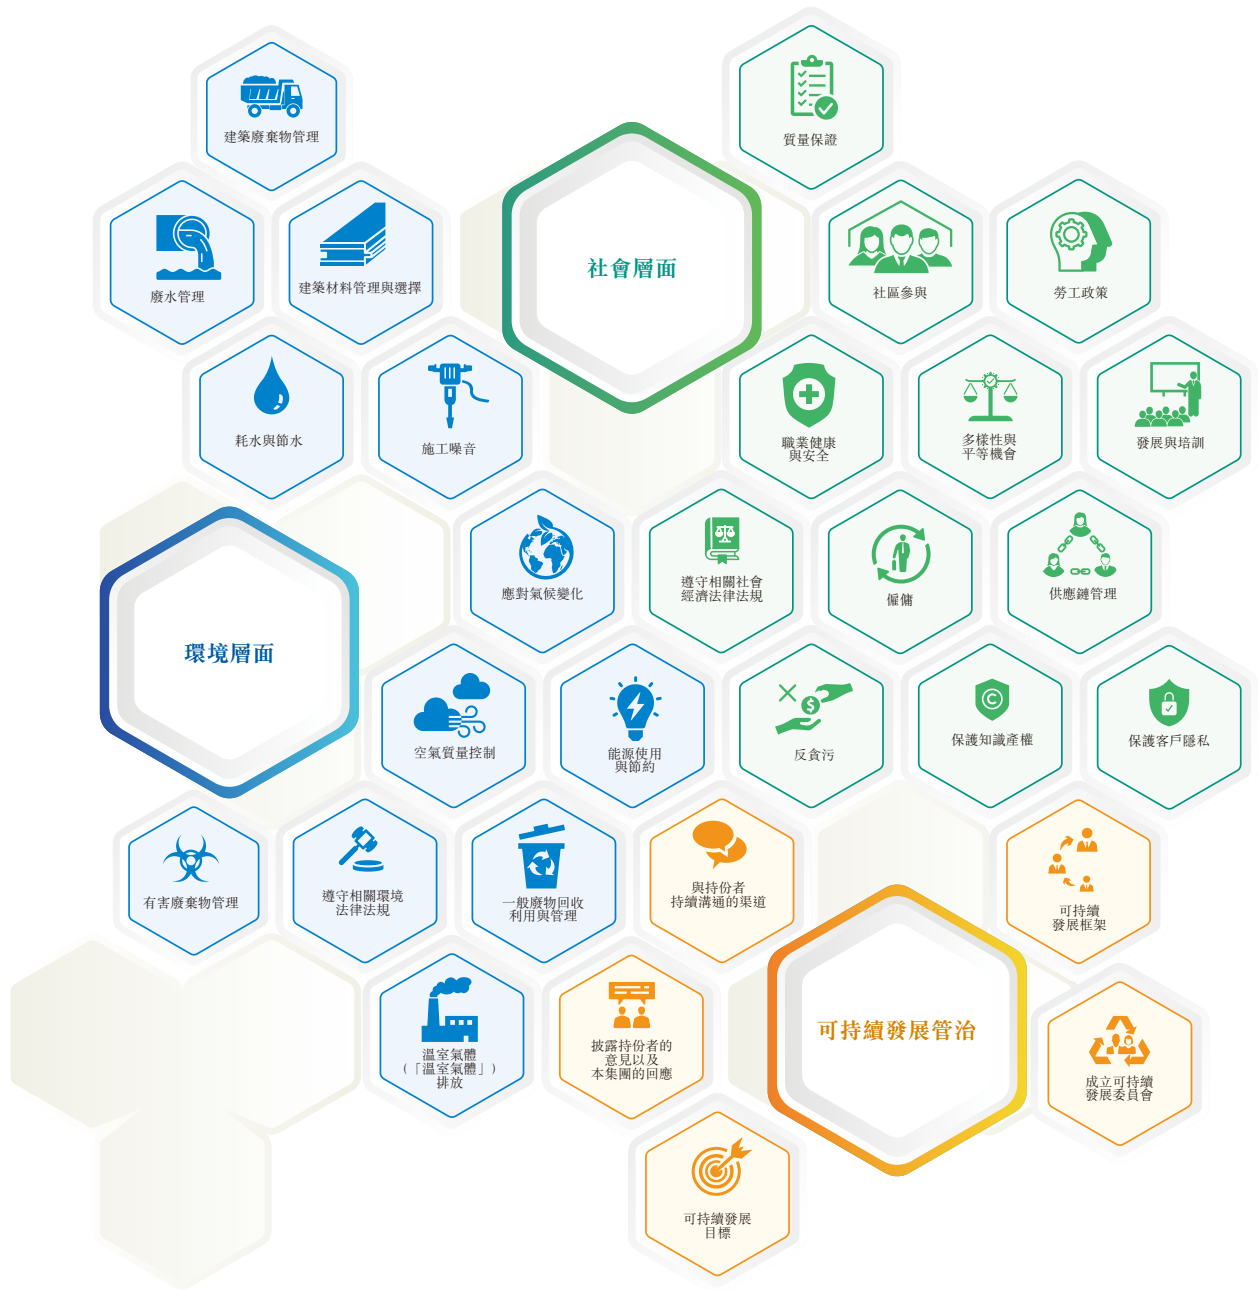 建築廢棄物管理
質量保證
社會層面
廢水管理
建築材料管理與選擇
社區參與
勞工政策
耗水與節水
施工噪音
職業健康
與安全
多樣性與
平等機會
發展與培訓
應對氣候變化
遵守相關社會
經濟法律法規
僱傭
供應鏈管理
環境層面
空氣質量控制
能源使用
與節約
反貪污
保護知識產權
保護客戶隱私
有害廢棄物管理
遵守相關環境
法律法規
一般廢物回收
利用與管理
與持份者
持續溝通的渠道
可持續
發展框架
可持續發展管治
溫室氣體
(「溫室氣體」)
排放
披露持份者的
意見以及
本集團的回應
成立可持續
發展委員會
可持續發展
目標